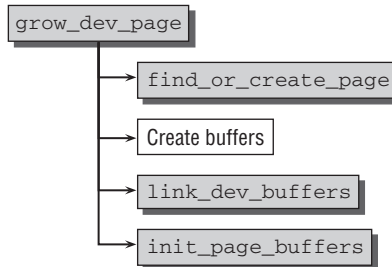 grow_dev_page
find_or_create_page
Create buffers
link_dev_buffers
init_page_buffers